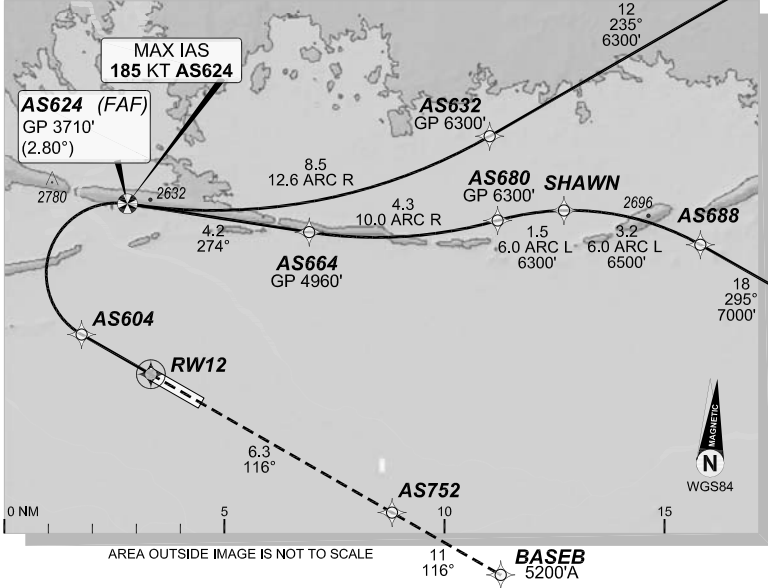 12
235°
6300'
MAX IAS
185 KT AS624
AS624 (FAF)
GP 3710'
(2.80°)
AS632
GP 6300'
8.5
12.6 ARC R
2780
2632
AS680
GP 6300'
SHAWN
2696
4.3
10.0 ARC R
4.2
274°
AS664
GP 4960'
1.5
6.0 ARC L
6300'
3.2
6.0 ARC L
6500'
AS688
18
295°
7000'
AS604
RW12
6.3
116°
MAGNETIC
N
WGS84
AS752
0 NM 5 10 15
AREA OUTSIDE IMAGE IS NOT TO SCALE
11
116°
BASEB
5200'A